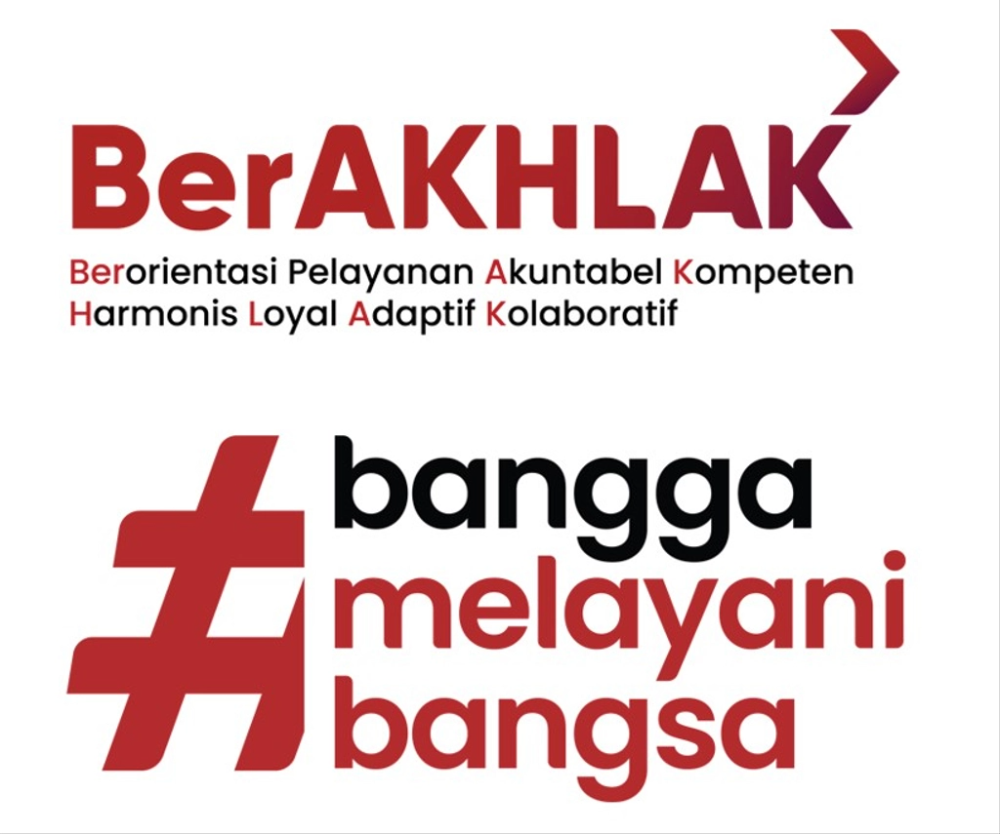 BerAKHLAK
Berorientasi Pelayanan Akuntabel Kompeten
Harmonis Loyal Adaptif Kolaboratif
#bangga
melayani
bangsa